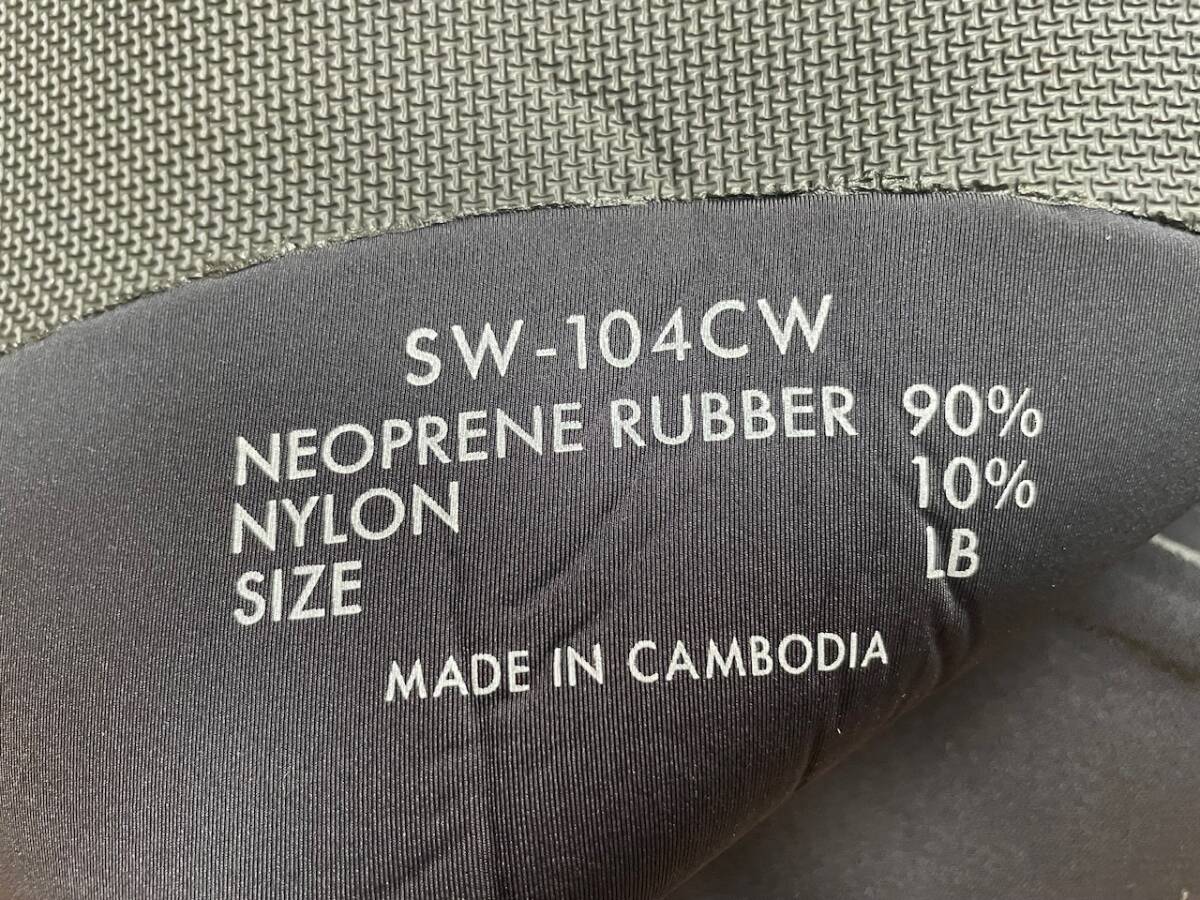 SW-104CW
NEOPRENE RUBBER 90%
NYLON 10%
SIZE LB
MADE IN CAMBODIA